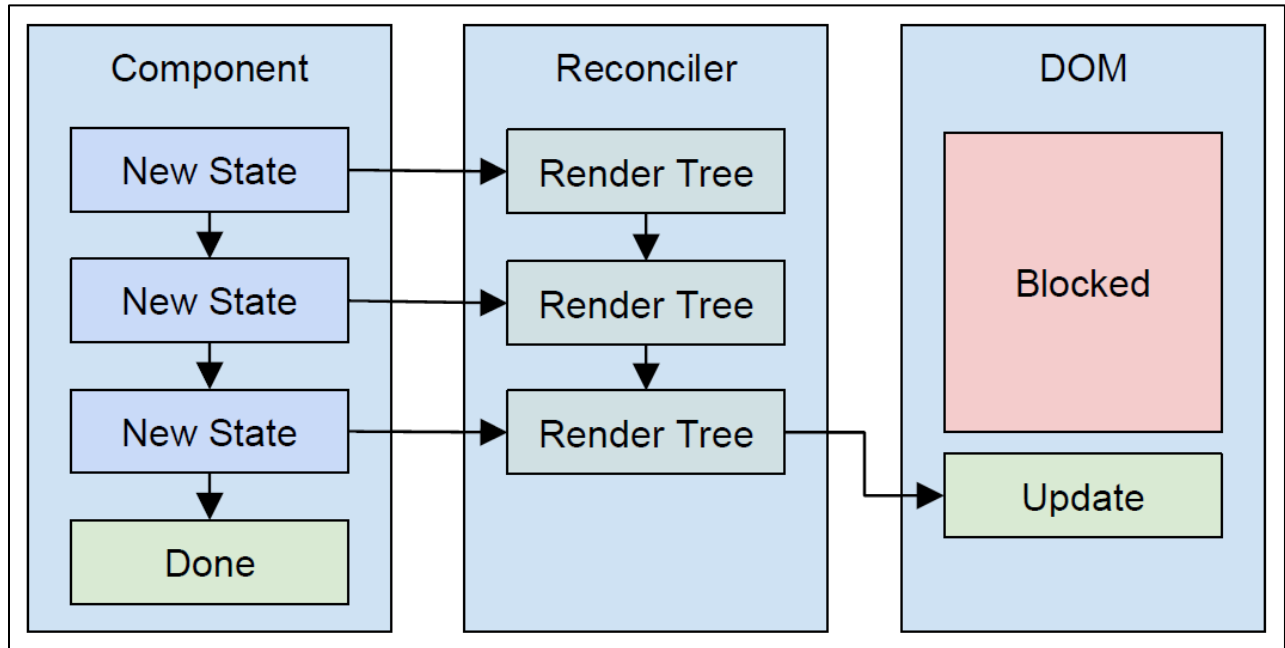 Component
New State
New State
New State
Done
Reconciler
Render Tree
Render Tree
Render Tree
DOM
Blocked
Update